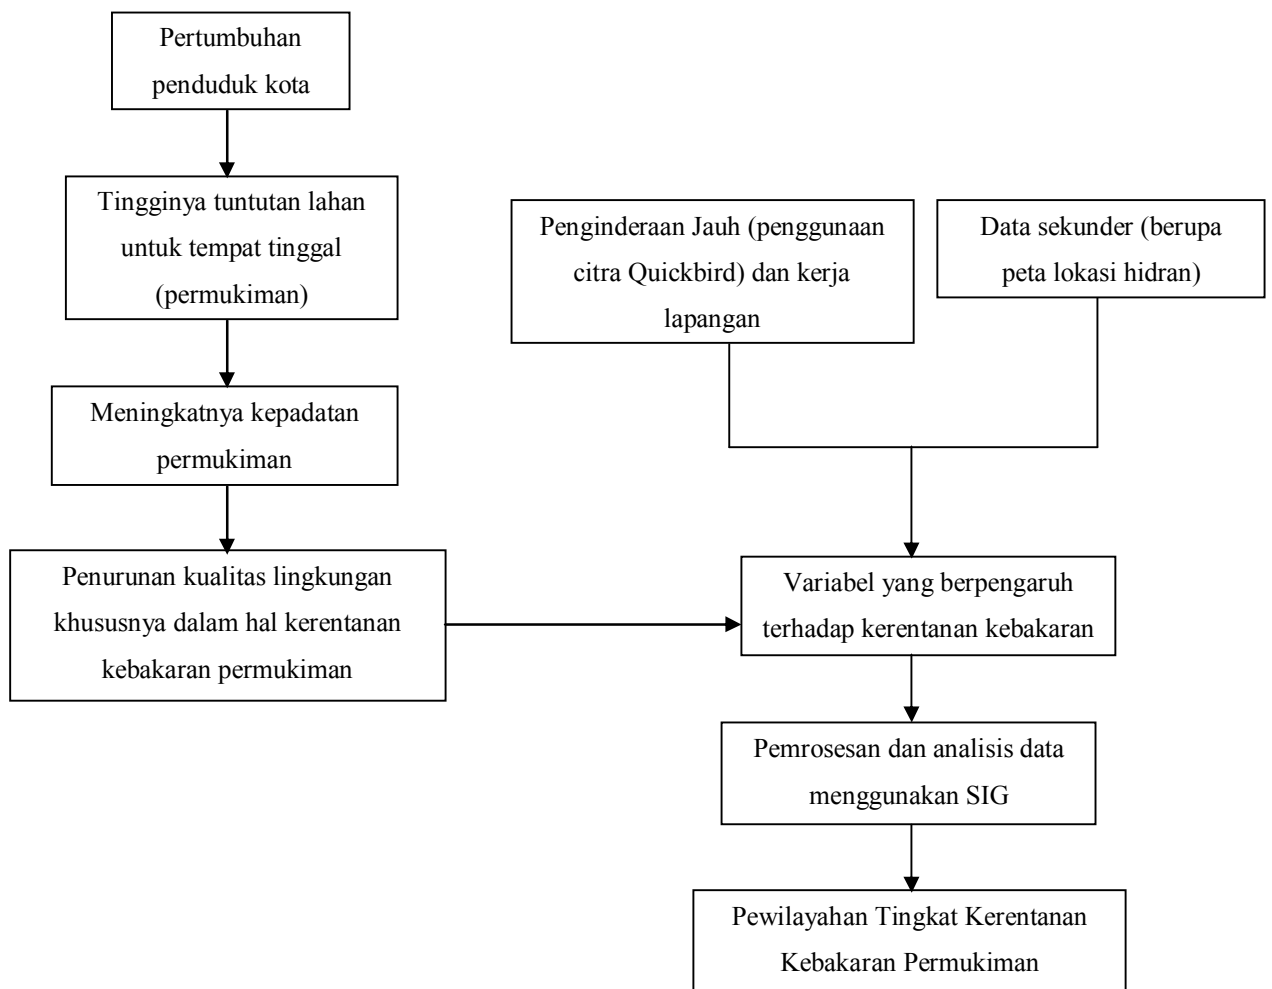 Pertumbuhan
penduduk kota
Tingginya tuntutan lahan
untuk tempat tinggal
(permukiman)
Meningkatnya kepadatan
permukiman
Penurunan kualitas lingkungan
khususnya dalam hal kerentanan
kebakaran permukiman
Penginderaan Jauh (penggunaan
citra Quickbird) dan kerja
lapangan
Data sekunder (berupa
peta lokasi hidran)
Variabel yang berpengaruh
terhadap kerentanan kebakaran
Pemrosesan dan analisis data
menggunakan SIG
Pewilayahan Tingkat Kerentanan
Kebakaran Permukiman